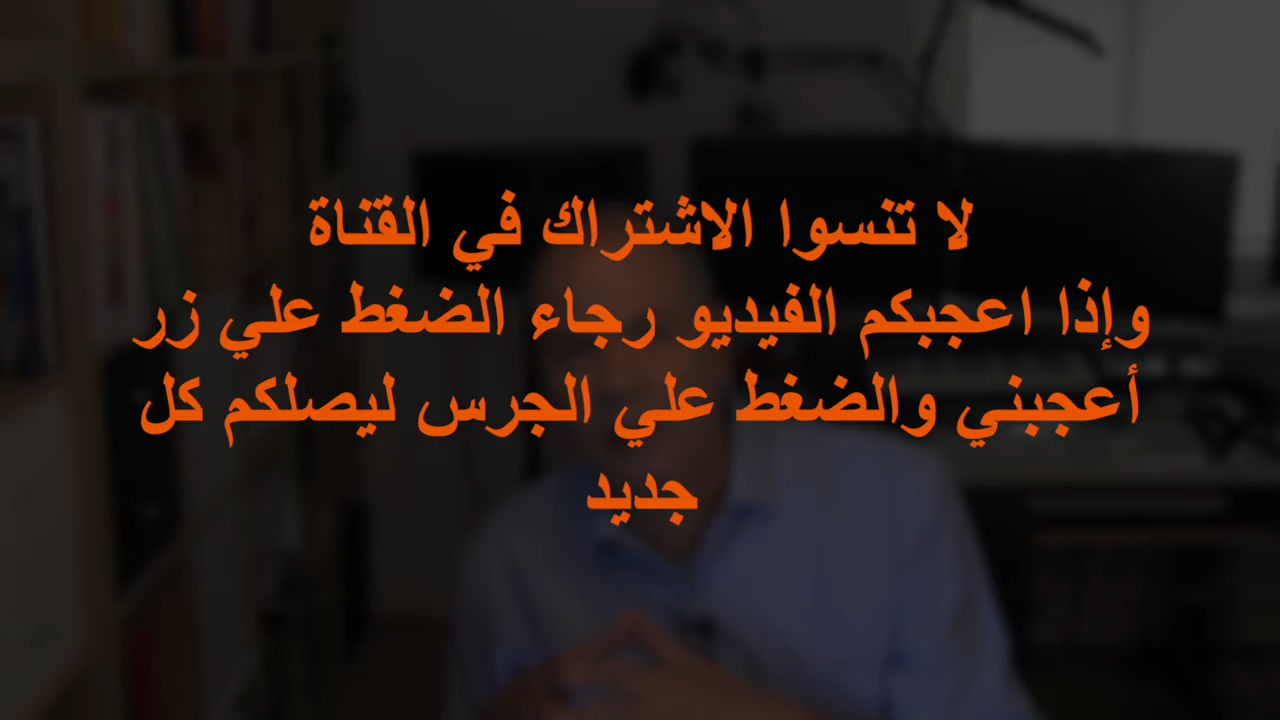 لا تنسوا الاشتراك في القناة
وإذا اعجبكم الفيديو رجاء الضغط علي زر
أعجبني والضغط علي الجرس ليصلكم كل
جديد